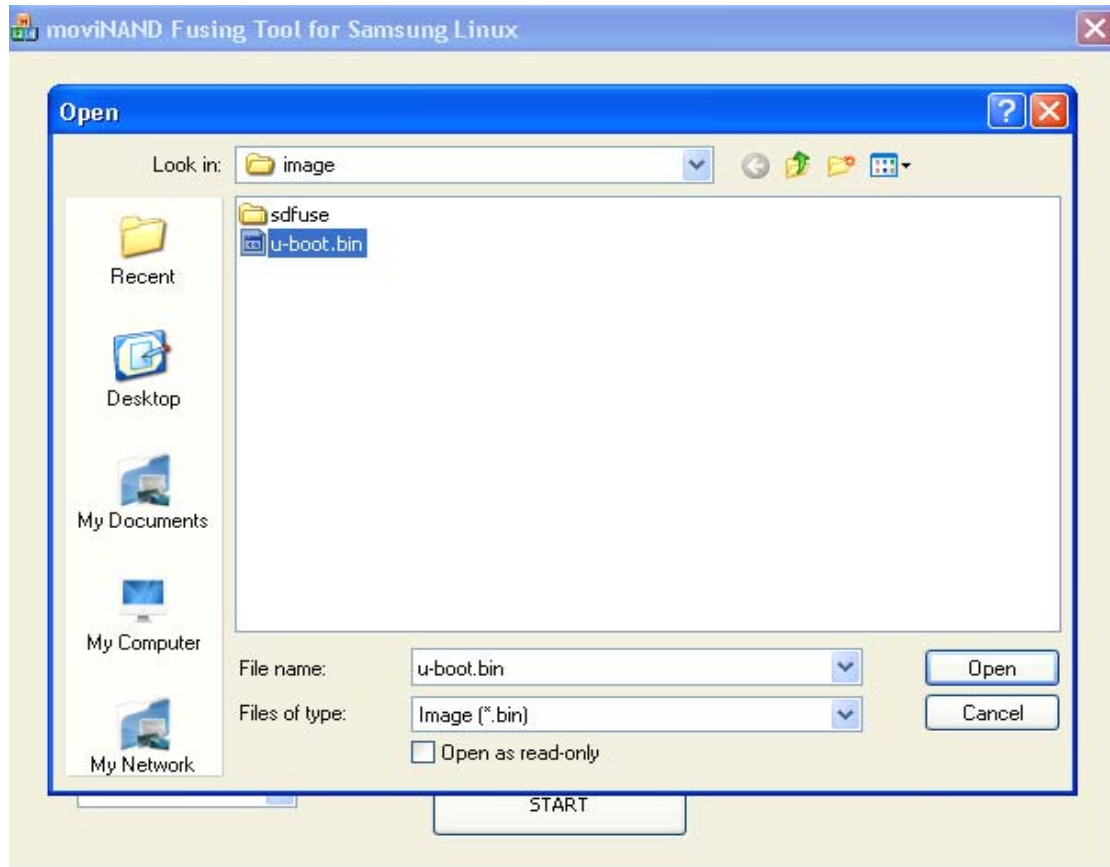 moviNAND Fusing Tool for Samsung Linux
Open
Look in: image
sdfuse
u-boot.bin
Recent
Desktop
My Documents
My Computer
My Network
File name: u-boot.bin Open
Files of type: Image (*.bin) Cancel
Open as read-only
START